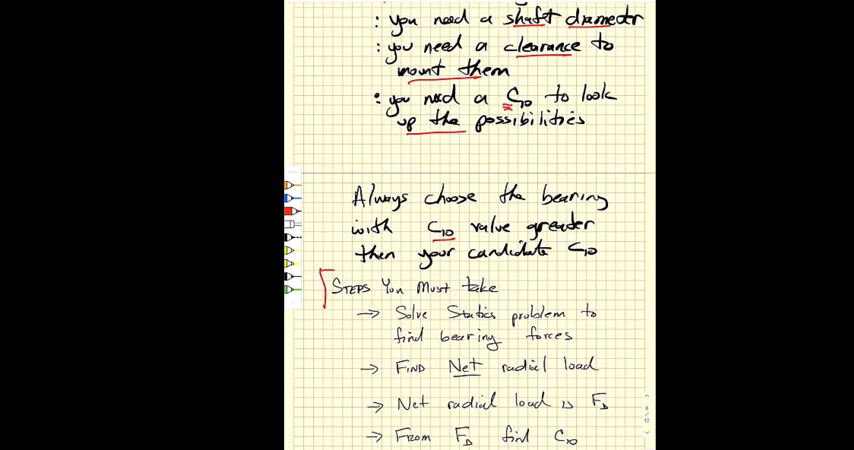 : you need a shaft diameter
: you need a clearance to
mount them
: you need a C10 to look
up the possibilities
Always choose the bearing
with C10 value greater
then your candidate C10
STEPS You Must take
→ Solve Statics problem to
find bearing forces
→ FIND Net radial load
→ Net radial load is FD
→ From FD find C10